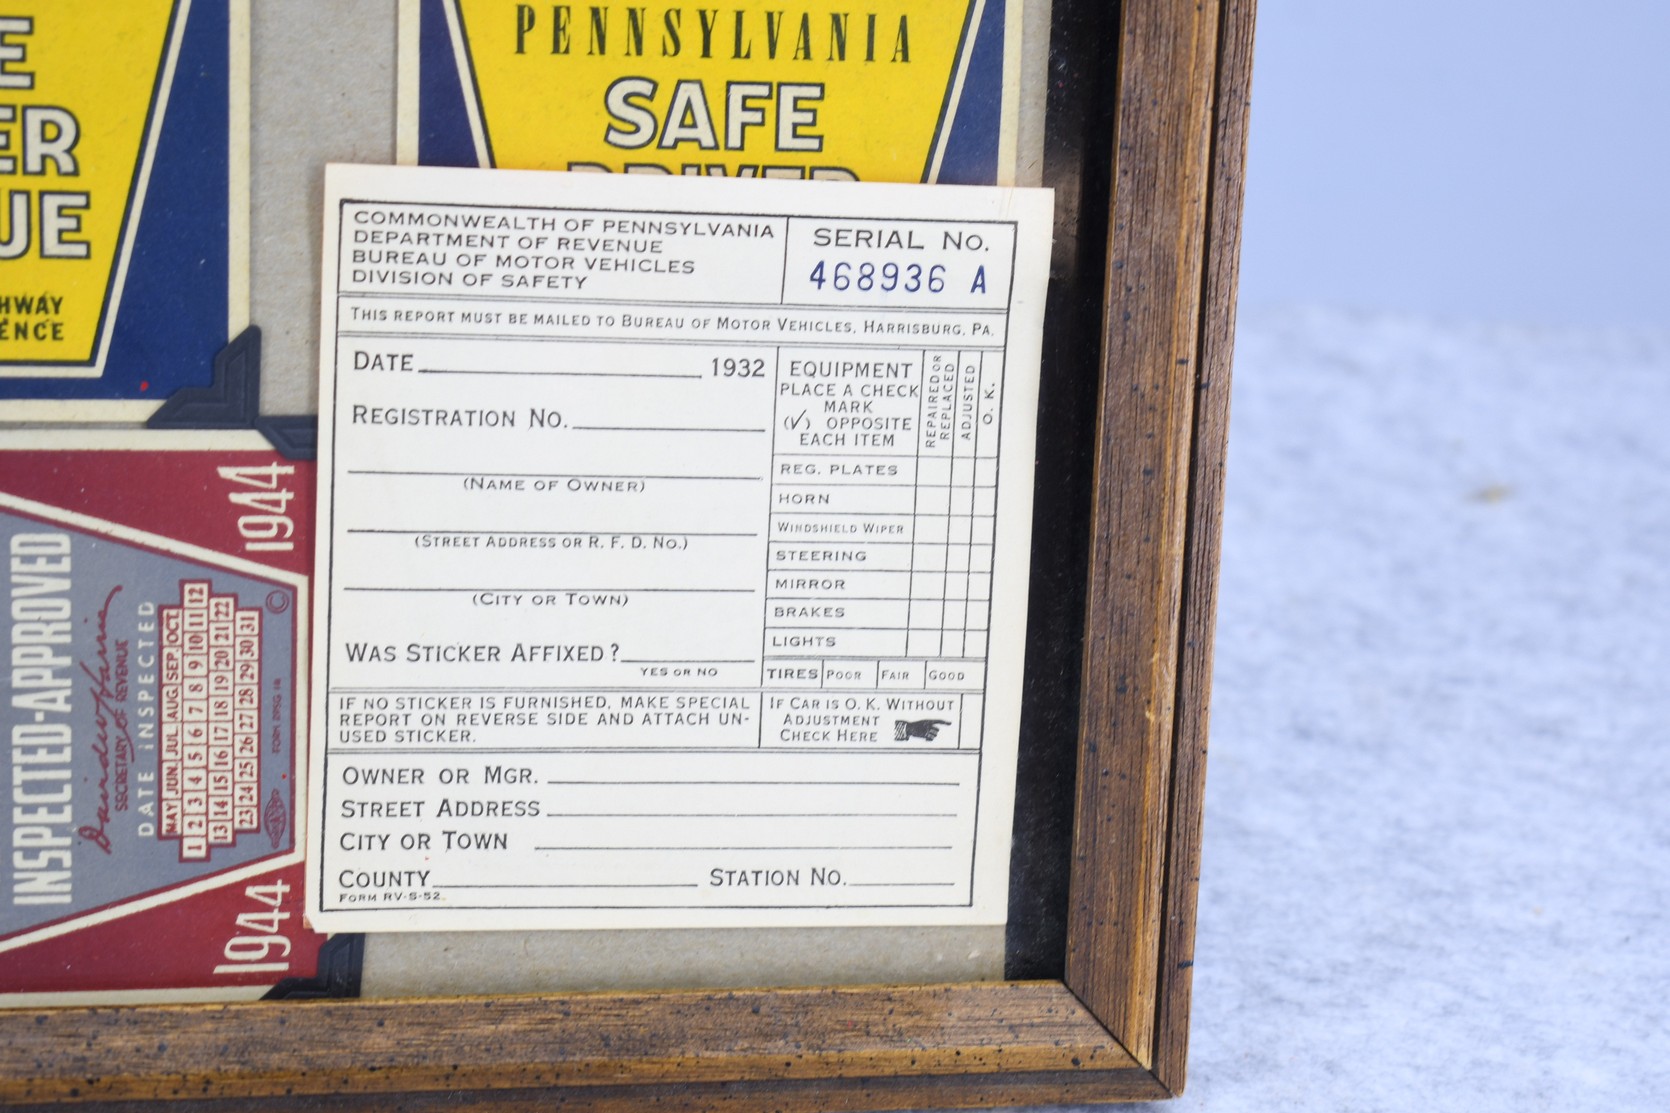 PENNSYLVANIA
SAFE
DRIVER
E
ER
UE
HWAY
ENCE
COMMONWEALTH OF PENNSYLVANIA
DEPARTMENT OF REVENUE
BUREAU OF MOTOR VEHICLES
DIVISION OF SAFETY
SERIAL NO.
468936 A
THIS REPORT MUST BE MAILED TO BUREAU OF MOTOR VEHICLES, HARRISBURG, PA.
DATE 1932
REGISTRATION NO.
(NAME OF OWNER)
(STREET ADDRESS OR R. F. D. NO.)
(CITY OR TOWN)
WAS STICKER AFFIXED?
YES OR NO
EQUIPMENT
PLACE A CHECK
MARK
(✓) OPPOSITE
EACH ITEM
REPAIRED OR
REPLACED
ADJUSTED
O. K.
REG. PLATES
HORN
WINDSHIELD WIPER
STEERING
MIRROR
BRAKES
LIGHTS
TIRES POOR FAIR GOOD
IF NO STICKER IS FURNISHED, MAKE SPECIAL
REPORT ON REVERSE SIDE AND ATTACH UN-
USED STICKER.
IF CAR IS O. K. WITHOUT
ADJUSTMENT
CHECK HERE
OWNER OR MGR.
STREET ADDRESS
CITY OR TOWN
COUNTY STATION NO.
FORM RV-S-52
1944
INSPECTED-APPROVED
SECRETARY OF REVENUE
DATE INSPECTED
MAY JUN. JUL. AUG. SEP. OCT.
1 2 3 4 5 6 7 8 9 10 11 12
13 14 15 16 17 18 19 20 21 22
23 24 25 26 27 28 29 30 31
©
1944